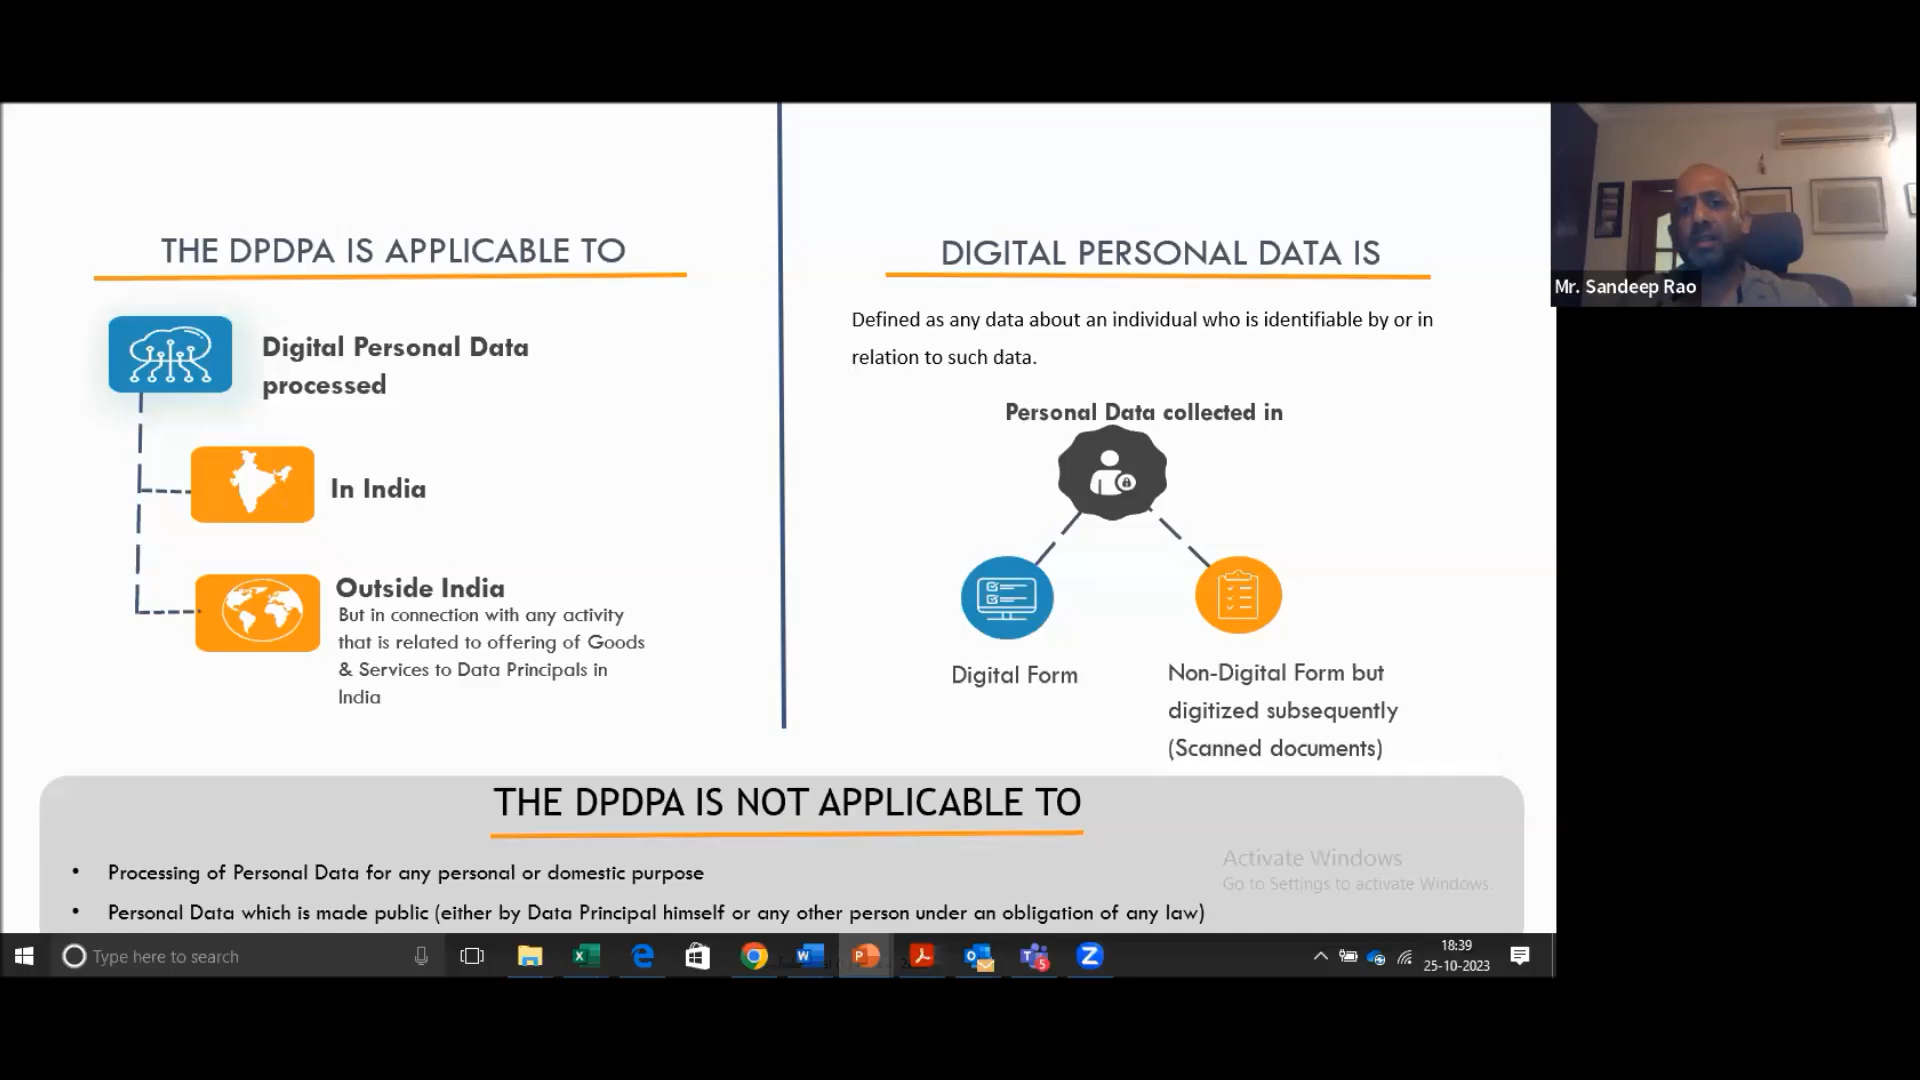 THE DPDPA IS APPLICABLE TO
Digital Personal Data
processed
In India
Outside India
But in connection with any activity
that is related to offering of Goods
& Services to Data Principals in
India
DIGITAL PERSONAL DATA IS
Defined as any data about an individual who is identifiable by or in
relation to such data.
Personal Data collected in
Digital Form
Non-Digital Form but
digitized subsequently
(Scanned documents)
Mr. Sandeep Rao
THE DPDPA IS NOT APPLICABLE TO
• Processing of Personal Data for any personal or domestic purpose
• Personal Data which is made public (either by Data Principal himself or any other person under an obligation of any law)
Activate Windows
Go to Settings to activate Windows.
Type here to search
18:39
25-10-2023